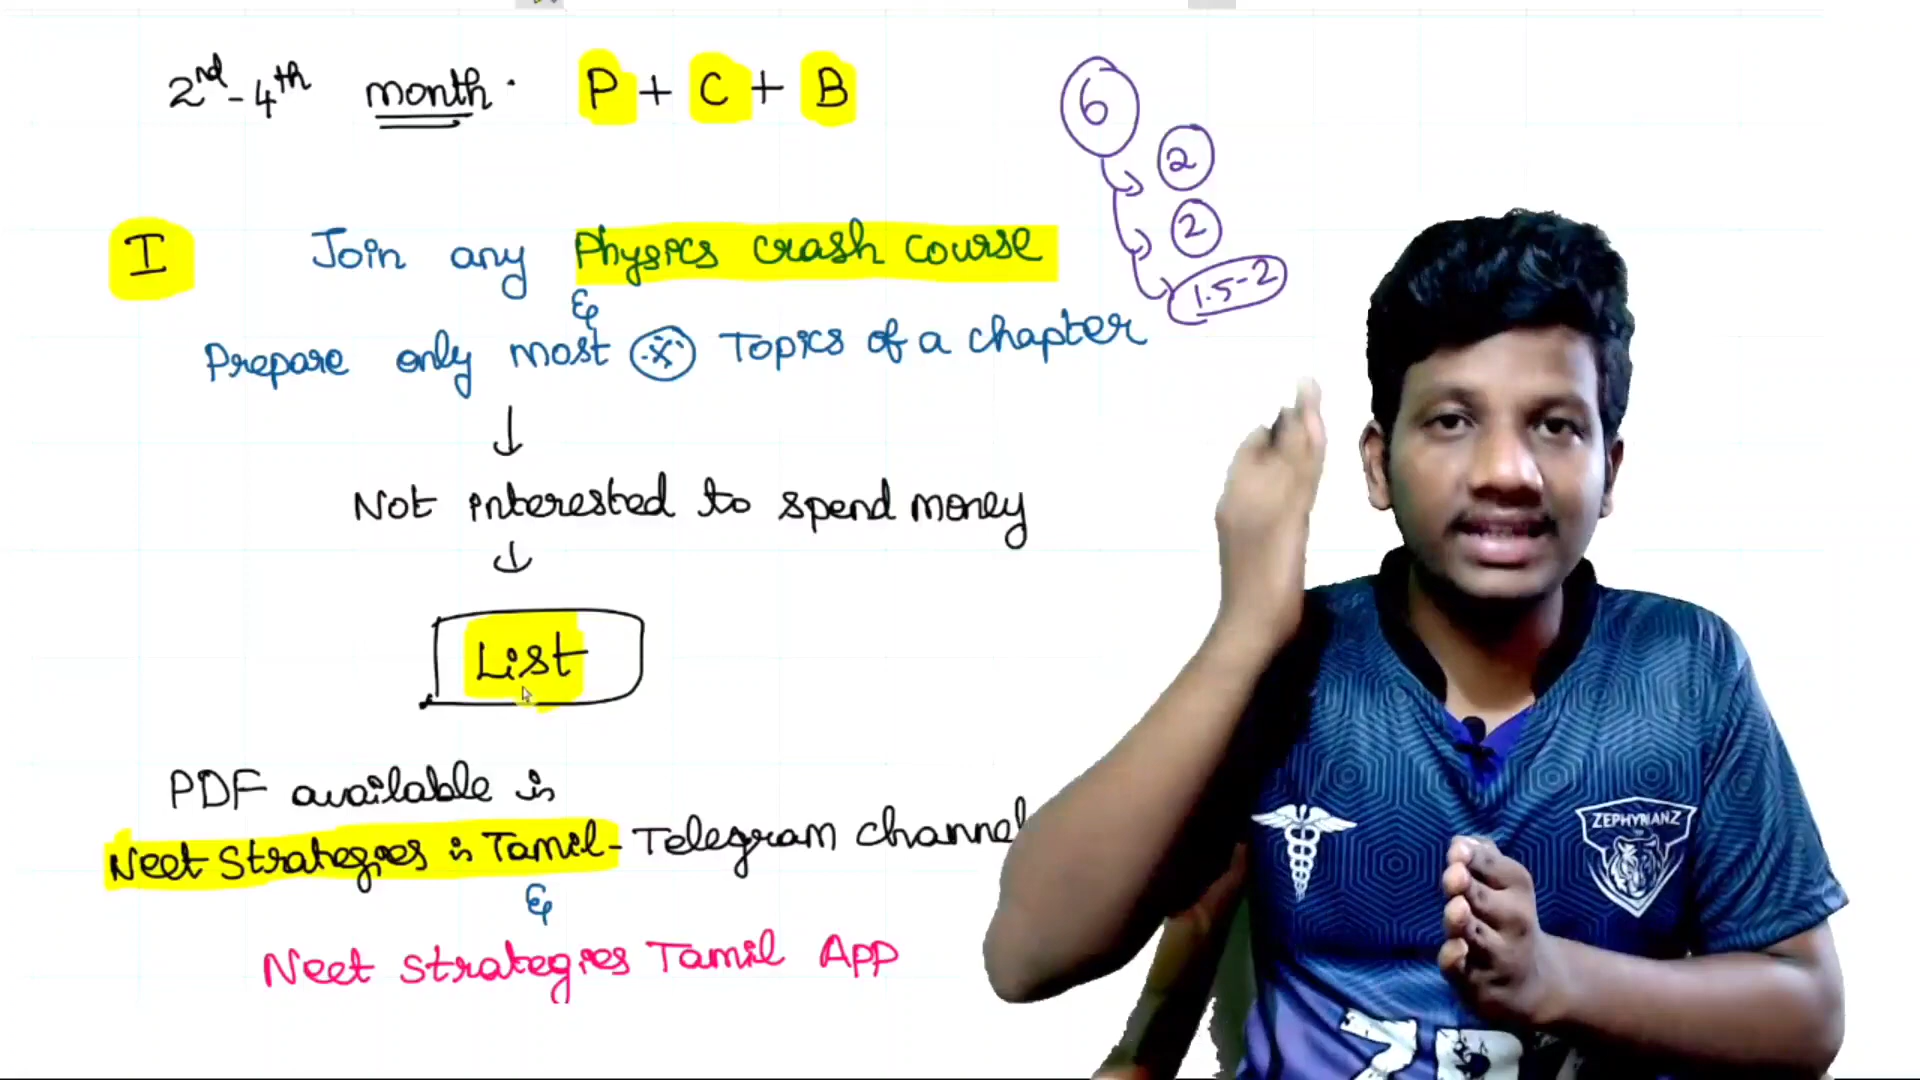 2nd-4th month. P + C + B
6
2
2
1.5-2
I Join any Physics crash course
&
Prepare only most * Topics of a chapter
Not interested to spend money
List
PDF available in
Neet Strategies in Tamil - Telegram channel
&
Neet strategies Tamil App
ZEPHYRIANZ